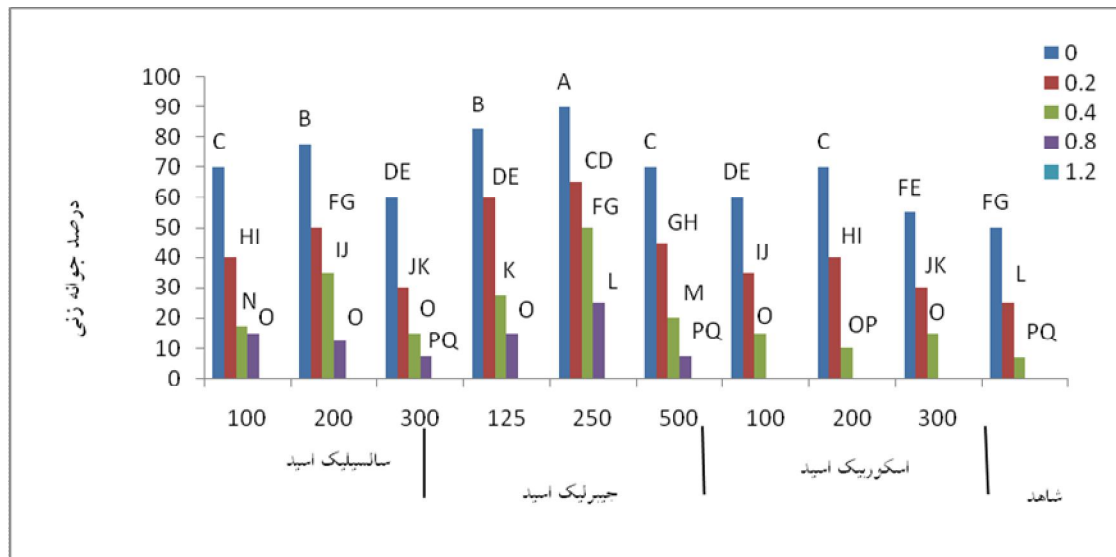 درصد جوانه زنی
0
0.2
0.4
0.8
1.2
100
90
80
70
60
50
40
30
20
10
0
C HI N O
B FG IJ O
DE JK O PQ
B DE K O
A CD FG L
C GH M PQ
DE IJ O
C HI OP
FE JK O
FG L PQ
100 200 300 125 250 500 100 200 300
سالسیلیک اسید
جیبرلیک اسید
اسکوربیک اسید
شاهد